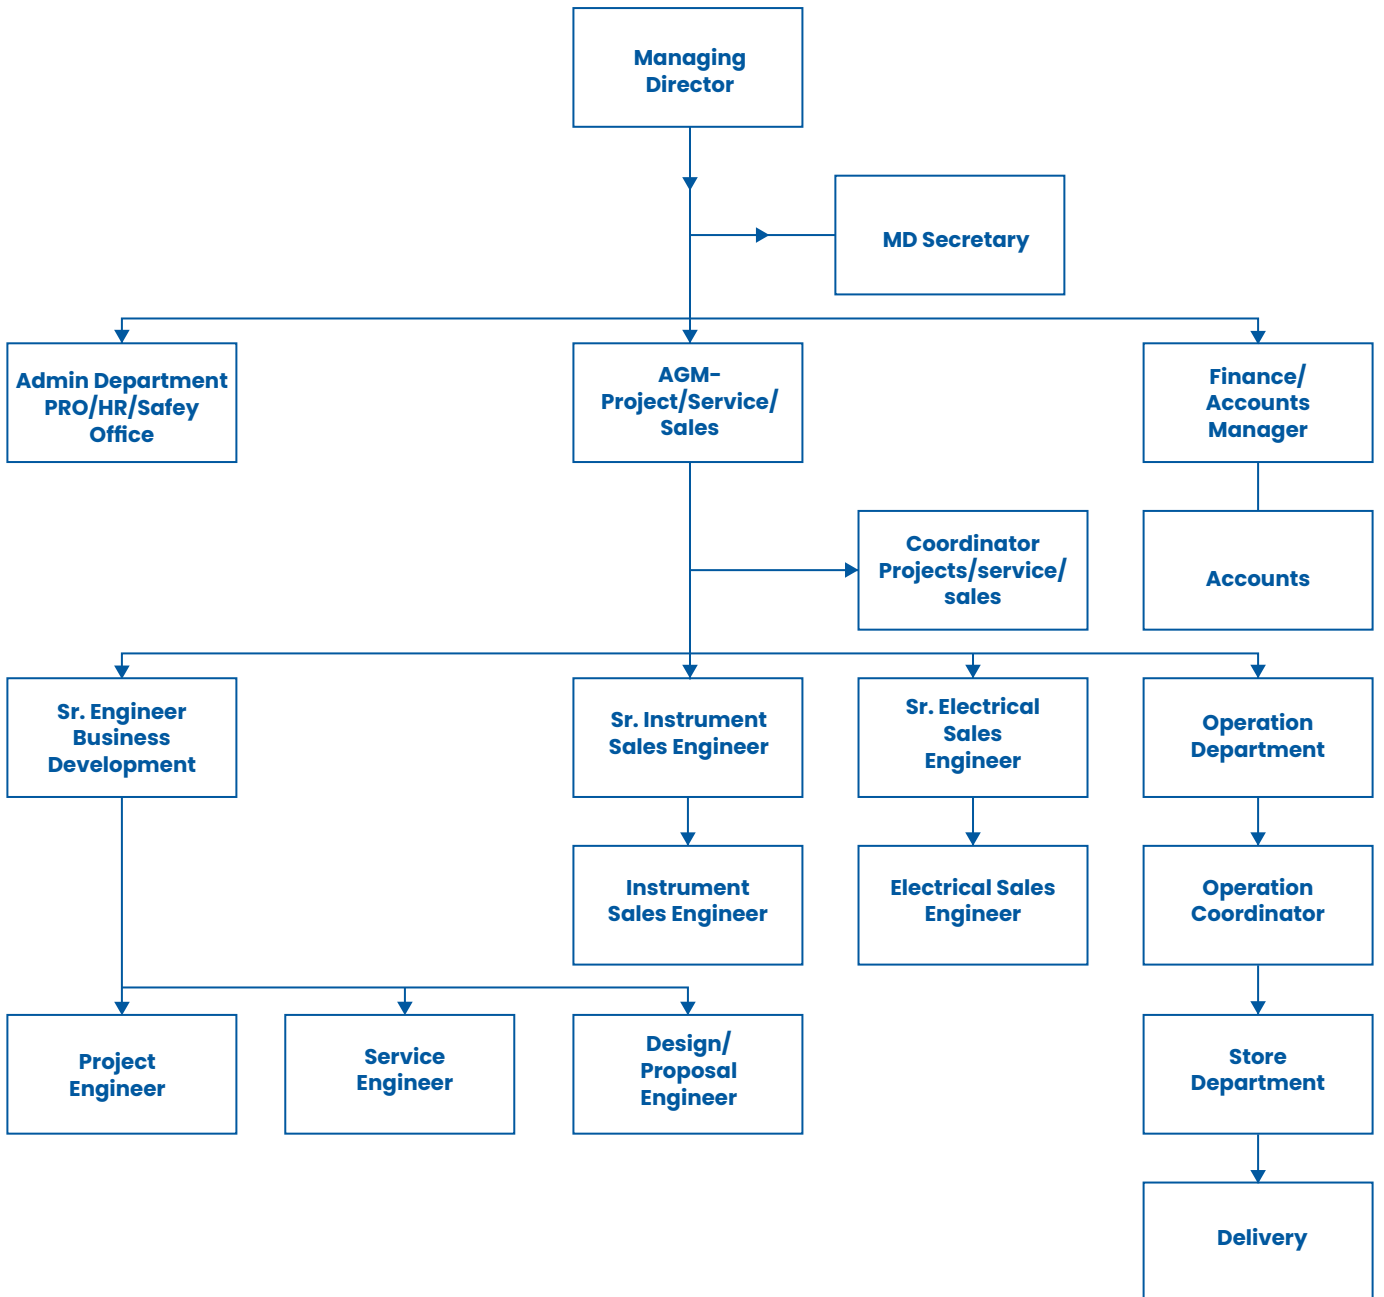 Managing
Director
MD Secretary
Admin Department
PRO/HR/Safey
Office
AGM-
Project/Service/
Sales
Finance/
Accounts
Manager
Coordinator
Projects/service/
sales
Accounts
Sr. Engineer
Business
Development
Sr. Instrument
Sales Engineer
Sr. Electrical
Sales
Engineer
Operation
Department
Instrument
Sales Engineer
Electrical Sales
Engineer
Operation
Coordinator
Project
Engineer
Service
Engineer
Design/
Proposal
Engineer
Store
Department
Delivery